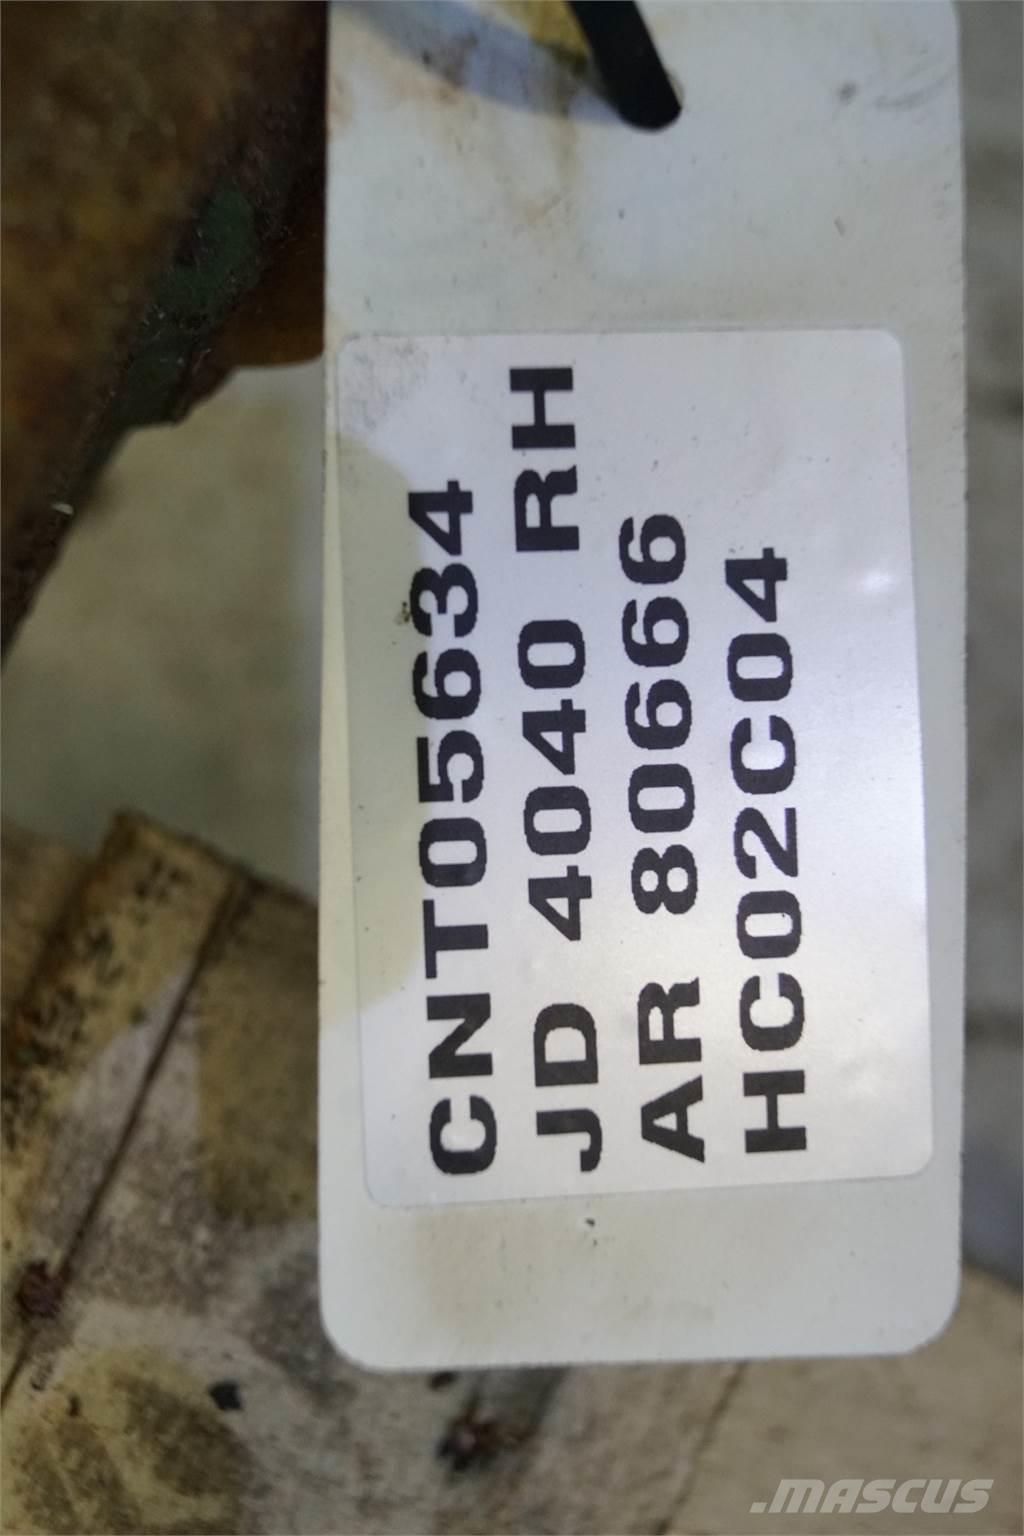 CNT05634
JD 4040 RH
AR 80666
HC02C04
.MASCUS